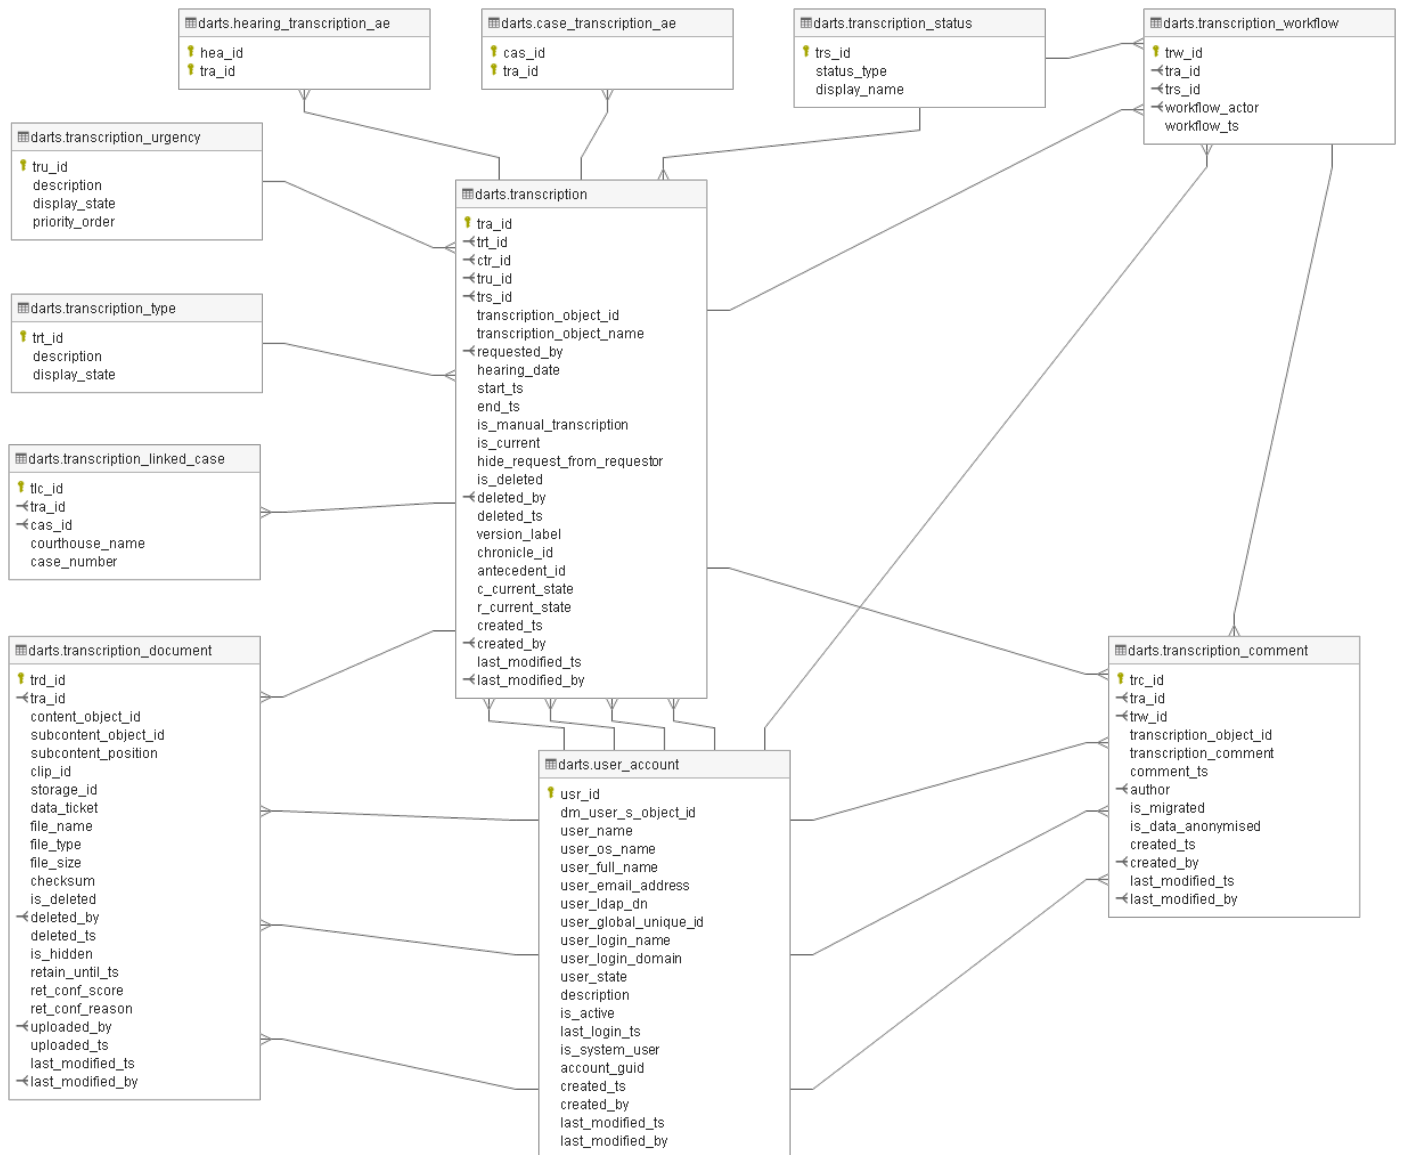 darts.hearing_transcription_ae
hea_id
tra_id
darts.case_transcription_ae
cas_id
tra_id
darts.transcription_status
trs_id
status_type
display_name
darts.transcription_workflow
trw_id
tra_id
trs_id
workflow_actor
workflow_ts
darts.transcription_urgency
tru_id
description
display_state
priority_order
darts.transcription
tra_id
trt_id
ctr_id
tru_id
trs_id
transcription_object_id
transcription_object_name
requested_by
hearing_date
start_ts
end_ts
is_manual_transcription
is_current
hide_request_from_requestor
is_deleted
deleted_by
deleted_ts
version_label
chronicle_id
antecedent_id
c_current_state
r_current_state
created_ts
created_by
last_modified_ts
last_modified_by
darts.transcription_type
trt_id
description
display_state
darts.transcription_linked_case
tlc_id
tra_id
cas_id
courthouse_name
case_number
darts.transcription_document
trd_id
tra_id
content_object_id
subcontent_object_id
subcontent_position
clip_id
storage_id
data_ticket
file_name
file_type
file_size
checksum
is_deleted
deleted_by
deleted_ts
is_hidden
retain_until_ts
ret_conf_score
ret_conf_reason
uploaded_by
uploaded_ts
last_modified_ts
last_modified_by
darts.user_account
usr_id
dm_user_s_object_id
user_name
user_os_name
user_full_name
user_email_address
user_ldap_dn
user_global_unique_id
user_login_name
user_login_domain
user_state
description
is_active
last_login_ts
is_system_user
account_guid
created_ts
created_by
last_modified_ts
last_modified_by
darts.transcription_comment
trc_id
tra_id
trw_id
transcription_object_id
transcription_comment
comment_ts
author
is_migrated
is_data_anonymised
created_ts
created_by
last_modified_ts
last_modified_by